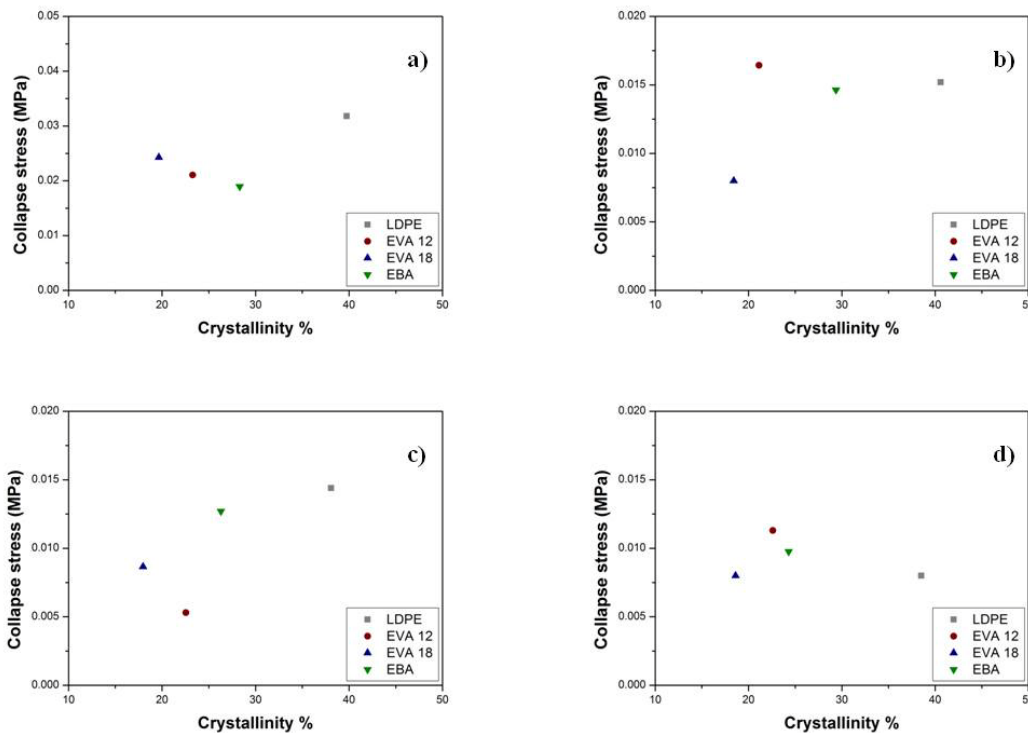 a)
Collapse stress (MPa)
0.05
0.04
0.03
0.02
0.01
0.00
10 20 30 40 50
Crystallinity %
LDPE
EVA 12
EVA 18
EBA
b)
Collapse stress (MPa)
0.020
0.015
0.010
0.005
0.000
10 20 30 40 50
Crystallinity %
LDPE
EVA 12
EVA 18
EBA
c)
Collapse stress (MPa)
0.020
0.015
0.010
0.005
0.000
10 20 30 40 50
Crystallinity %
LDPE
EVA 12
EVA 18
EBA
d)
Collapse stress (MPa)
0.020
0.015
0.010
0.005
0.000
10 20 30 40 50
Crystallinity %
LDPE
EVA 12
EVA 18
EBA